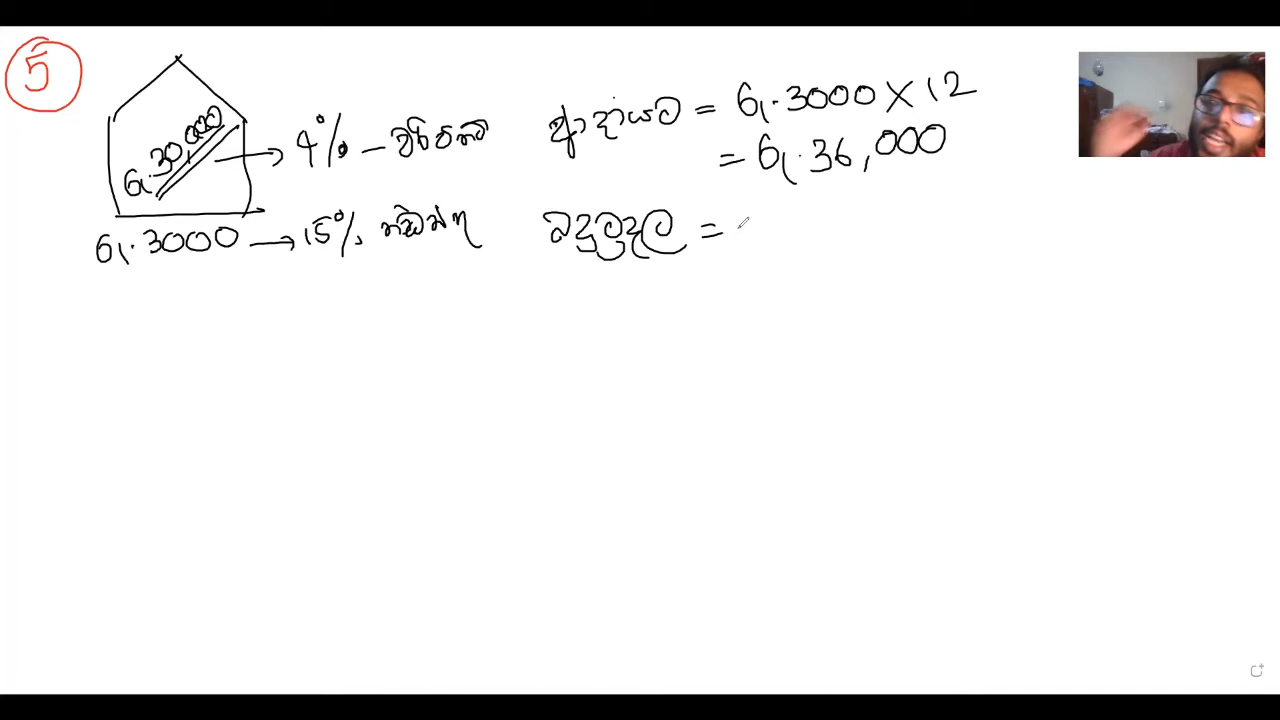 5
රු.30,000
4% – වරිපනම්
රු.3000 → 15% නඩත්තු
ආදායම = රු.3000 × 12
= රු.36,000
බදු මුදල =